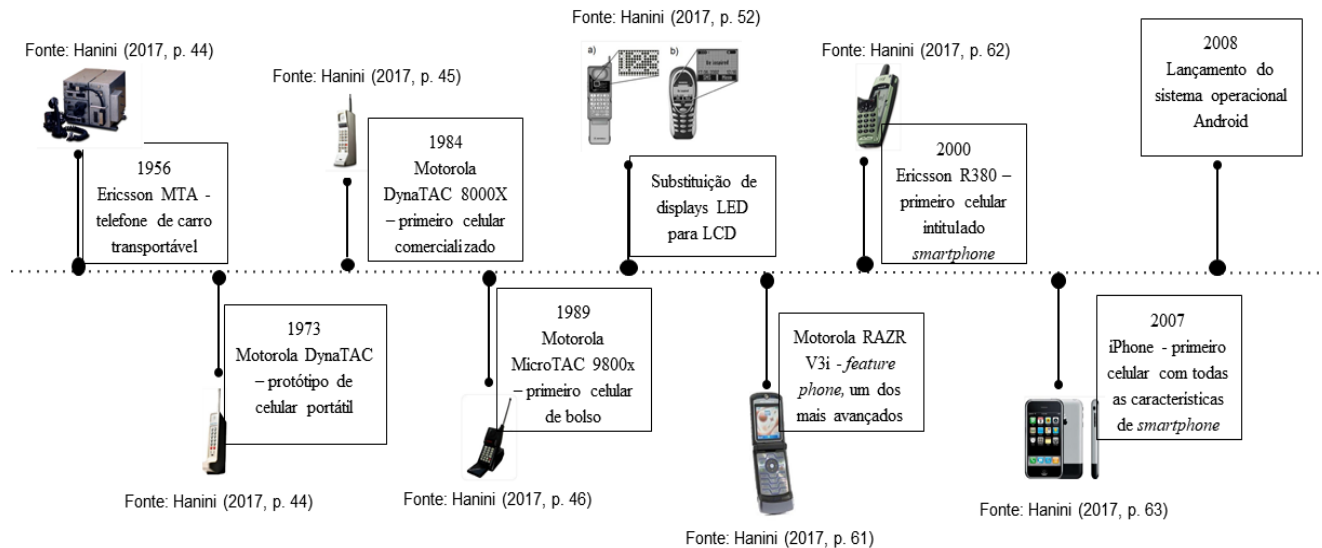 Fonte: Hanini (2017, p. 44)
1956
Ericsson MTA -
telefone de carro
transportável
1973
Motorola DynaTAC
– protótipo de
celular portátil
Fonte: Hanini (2017, p. 44)
Fonte: Hanini (2017, p. 45)
1984
Motorola
DynaTAC 8000X
– primeiro celular
comercializado
1989
Motorola
MicroTAC 9800x
– primeiro celular
de bolso
Fonte: Hanini (2017, p. 46)
Fonte: Hanini (2017, p. 52)
a)
b)
Substituição de
displays LED
para LCD
Motorola RAZR
V3i - feature
phone, um dos
mais avançados
Fonte: Hanini (2017, p. 61)
Fonte: Hanini (2017, p. 62)
2000
Ericsson R380 –
primeiro celular
intitulado
smartphone
2007
iPhone - primeiro
celular com todas
as características
de smartphone
Fonte: Hanini (2017, p. 63)
2008
Lançamento do
sistema operacional
Android